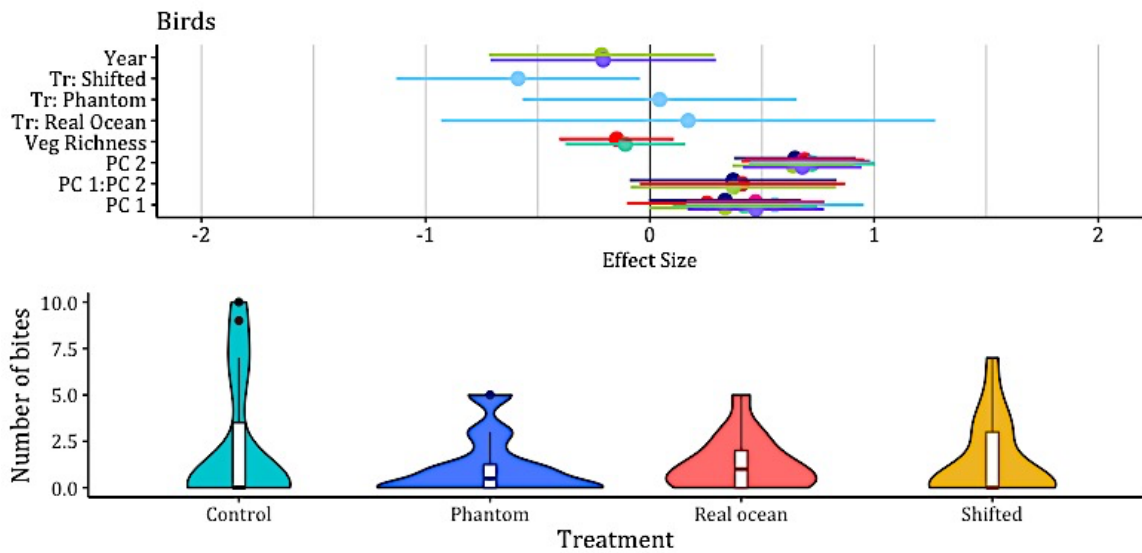 Birds
Year
Tr: Shifted
Tr: Phantom
Tr: Real Ocean
Veg Richness
PC 2
PC 1:PC 2
PC 1
-2 -1 0 1 2
Effect Size
Number of bites
10.0
7.5
5.0
2.5
0.0
Control Phantom Real ocean Shifted
Treatment